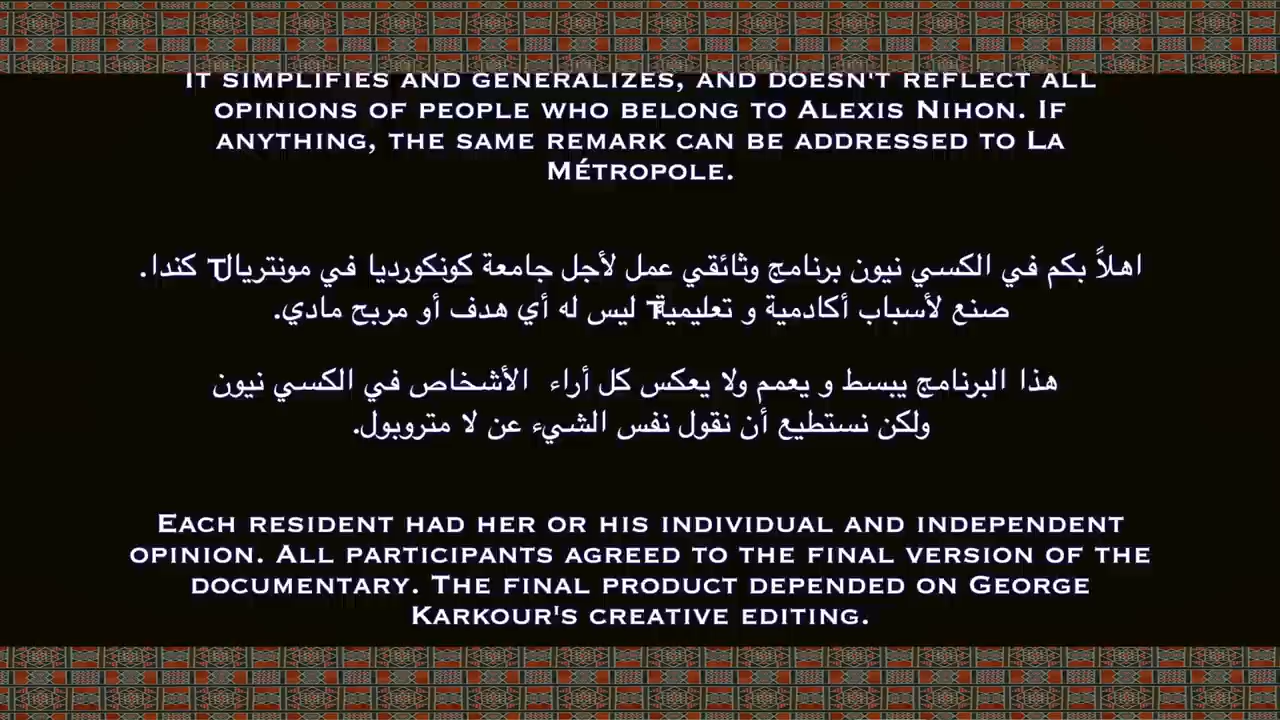 IT SIMPLIFIES AND GENERALIZES, AND DOESN'T REFLECT ALL
OPINIONS OF PEOPLE WHO BELONG TO ALEXIS NIHON. IF
ANYTHING, THE SAME REMARK CAN BE ADDRESSED TO LA
MÉTROPOLE.
اهلاً بكم في الكسي نيون برنامج وثائقي عمل لأجل جامعة كونكورديا في مونتريال كندا.
صنع لأسباب أكادمية و تعليمية ليس له أي هدف أو مربح مادي.
هذا البرنامج يبسط و يعمم ولا يعكس كل أراء الأشخاص في الكسي نيون
ولكن نستطيع أن نقول نفس الشيء عن لا متروبول.
EACH RESIDENT HAD HER OR HIS INDIVIDUAL AND INDEPENDENT
OPINION. ALL PARTICIPANTS AGREED TO THE FINAL VERSION OF THE
DOCUMENTARY. THE FINAL PRODUCT DEPENDED ON GEORGE
KARKOUR'S CREATIVE EDITING.